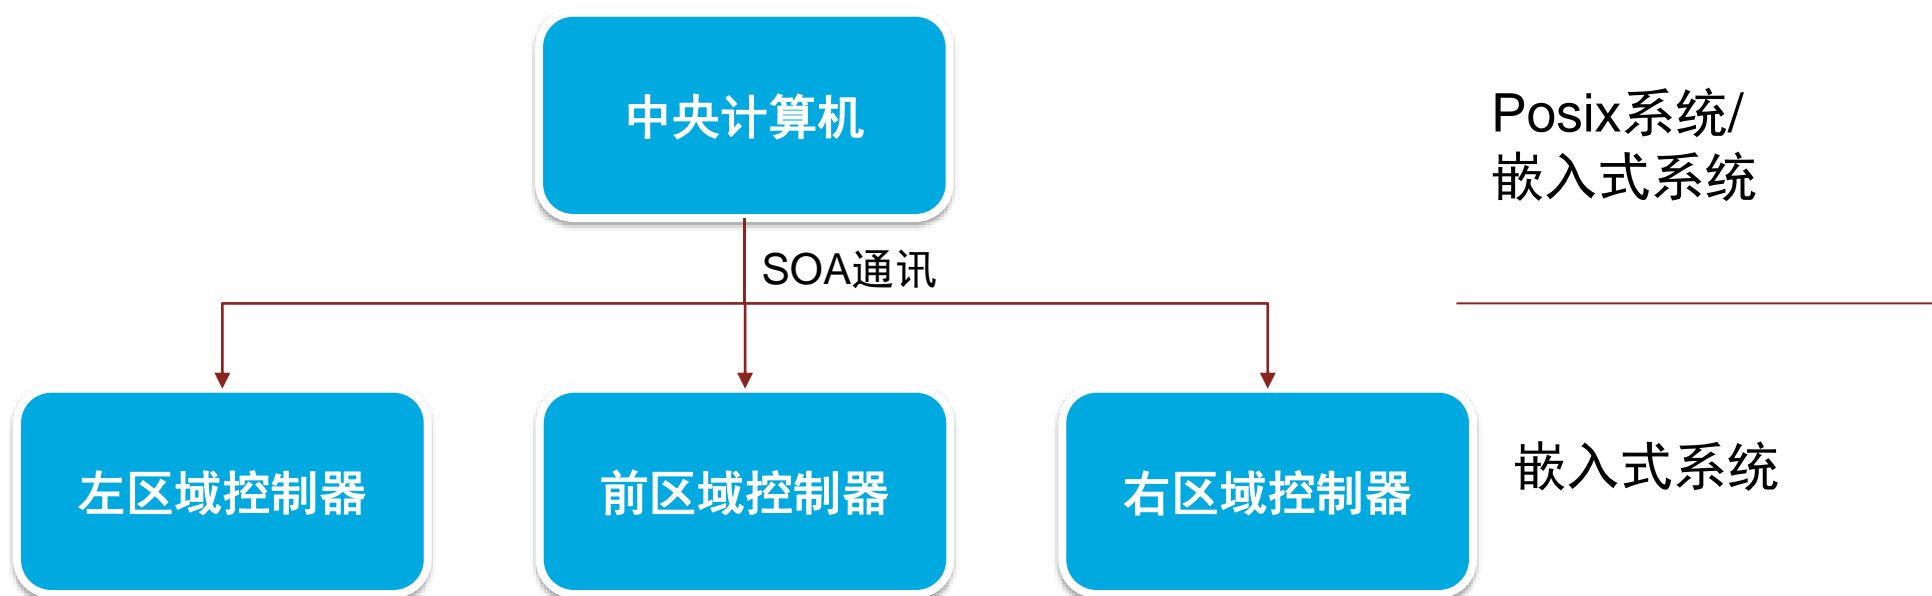 中央计算机
Posix系统/
嵌入式系统
SOA通讯
左区域控制器
前区域控制器
右区域控制器
嵌入式系统